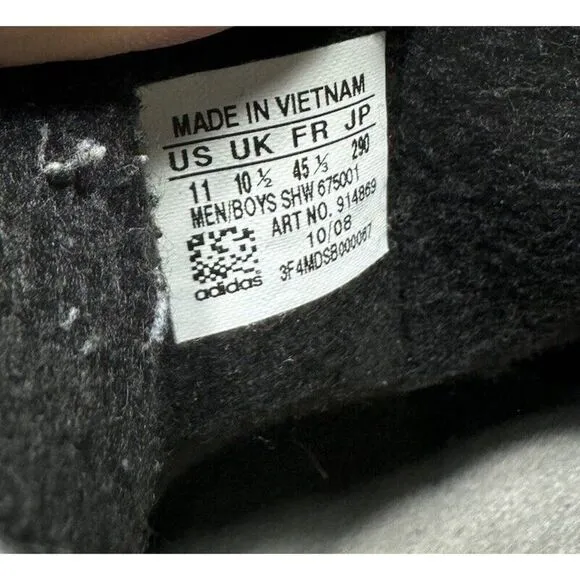 MADE IN VIETNAM
US UK FR JP
11 10 ½ 45 ⅓ 290
MEN/BOYS SHW 675001
ART NO. 914869
10/08
3F4MDSB000067
adidas